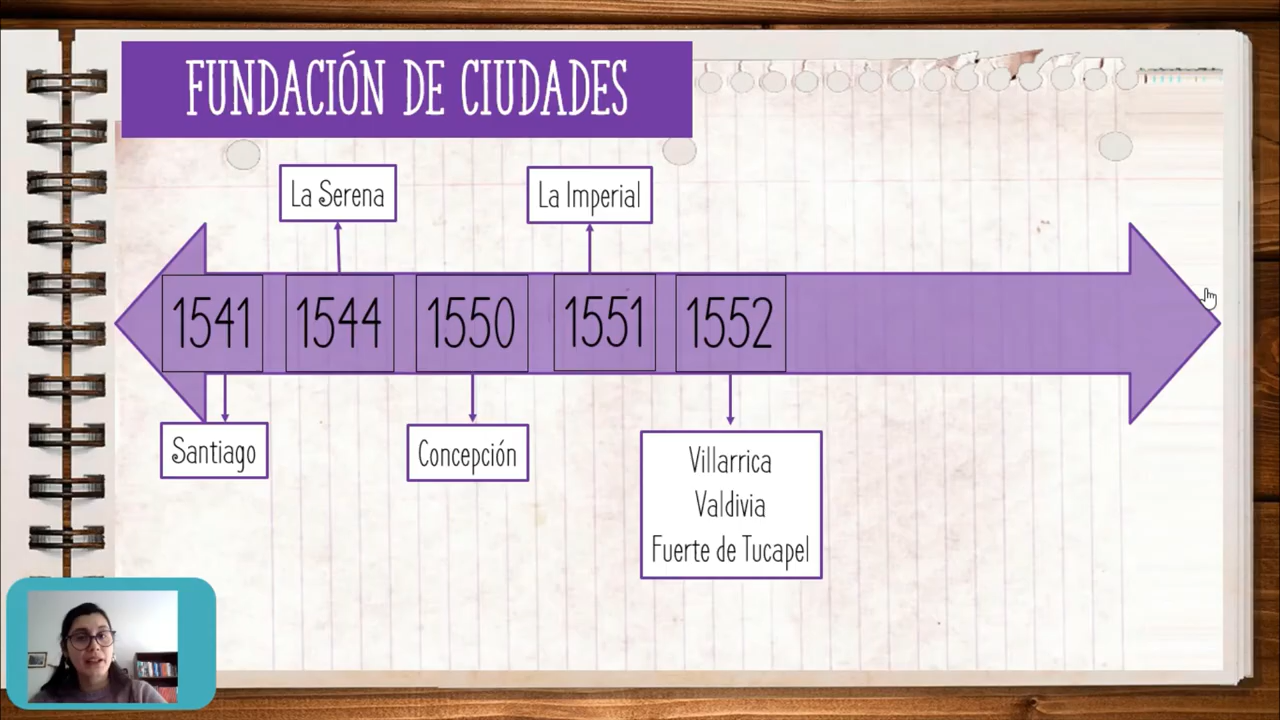 FUNDACIÓN DE CIUDADES
La Serena
La Imperial
1541
1544
1550
1551
1552
Santiago
Concepción
Villarrica
Valdivia
Fuerte de Tucapel